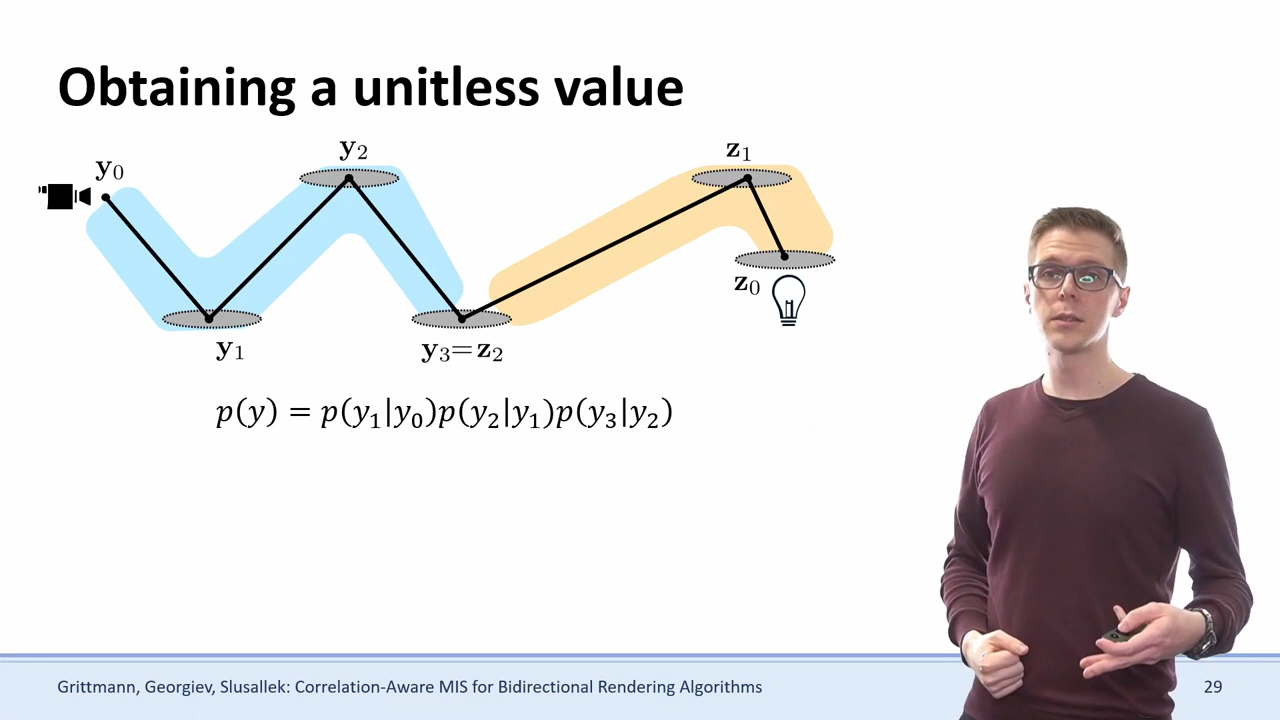 Obtaining a unitless value
y₀
y₂
z₁
z₀
y₁
y₃=z₂
p(y) = p(y₁|y₀)p(y₂|y₁)p(y₃|y₂)
Grittmann, Georgiev, Slusallek: Correlation-Aware MIS for Bidirectional Rendering Algorithms
29